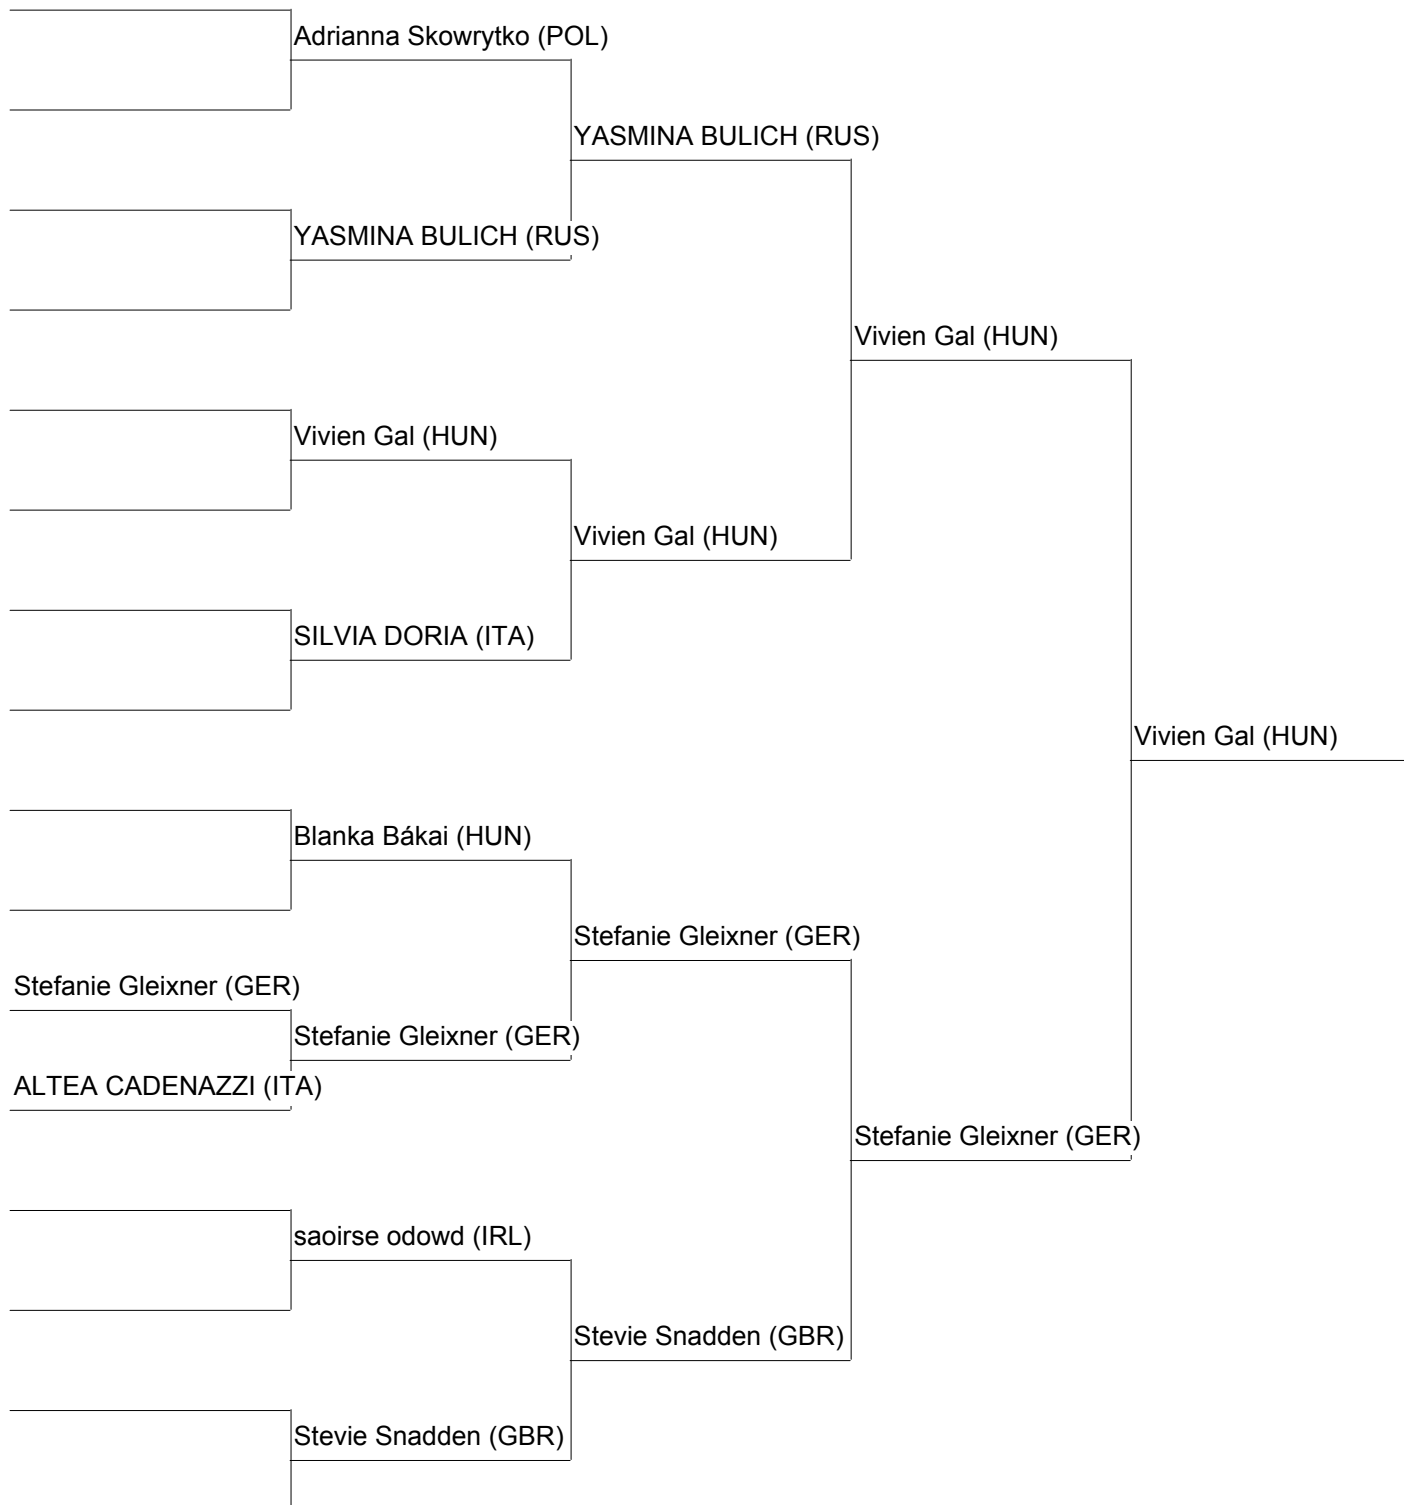 Adrianna Skowrytko (POL)
YASMINA BULICH (RUS)
YASMINA BULICH (RUS)
Vivien Gal (HUN)
Vivien Gal (HUN)
Vivien Gal (HUN)
SILVIA DORIA (ITA)
Vivien Gal (HUN)
Blanka Bákai (HUN)
Stefanie Gleixner (GER)
Stefanie Gleixner (GER)
Stefanie Gleixner (GER)
ALTEA CADENAZZI (ITA)
Stefanie Gleixner (GER)
saoirse odowd (IRL)
Stevie Snadden (GBR)
Stevie Snadden (GBR)